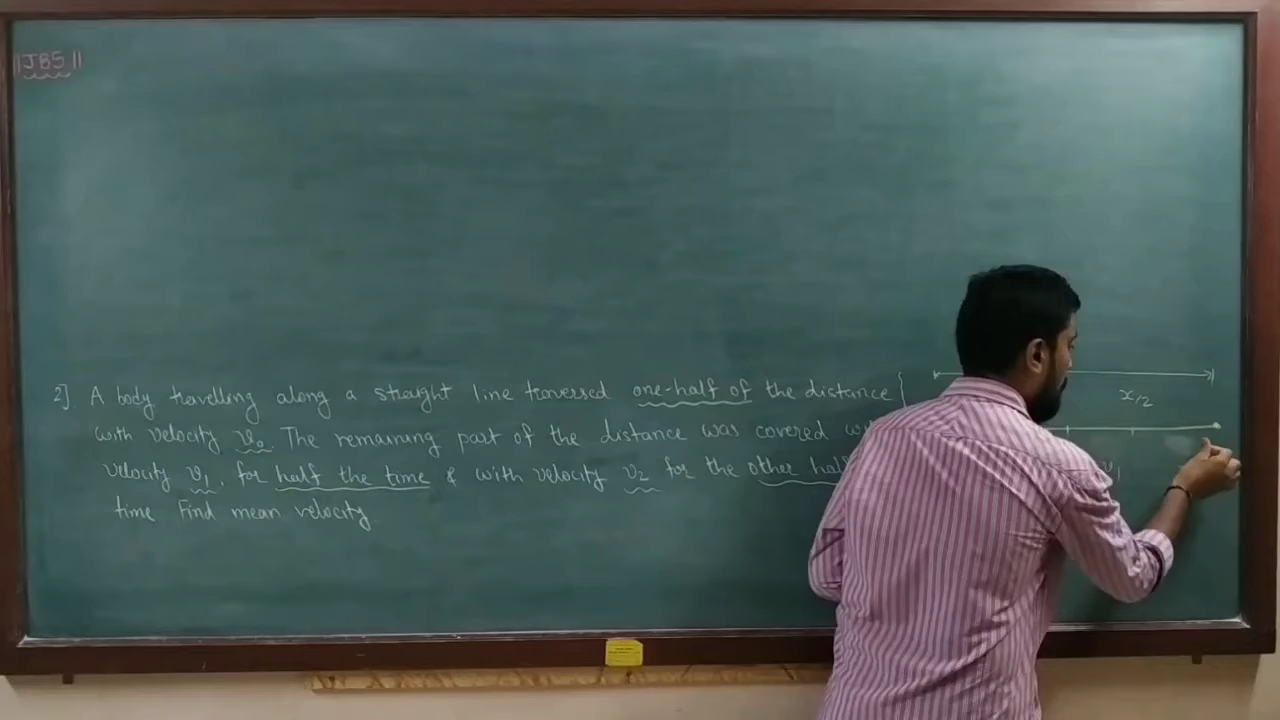 ||JBS||
2] A body travelling along a straight line traversed one-half of the distance
with velocity v₀. The remaining part of the distance was covered
velocity v₁, for half the time & with velocity v₂ for the other half
time Find mean velocity
x/2
v₁